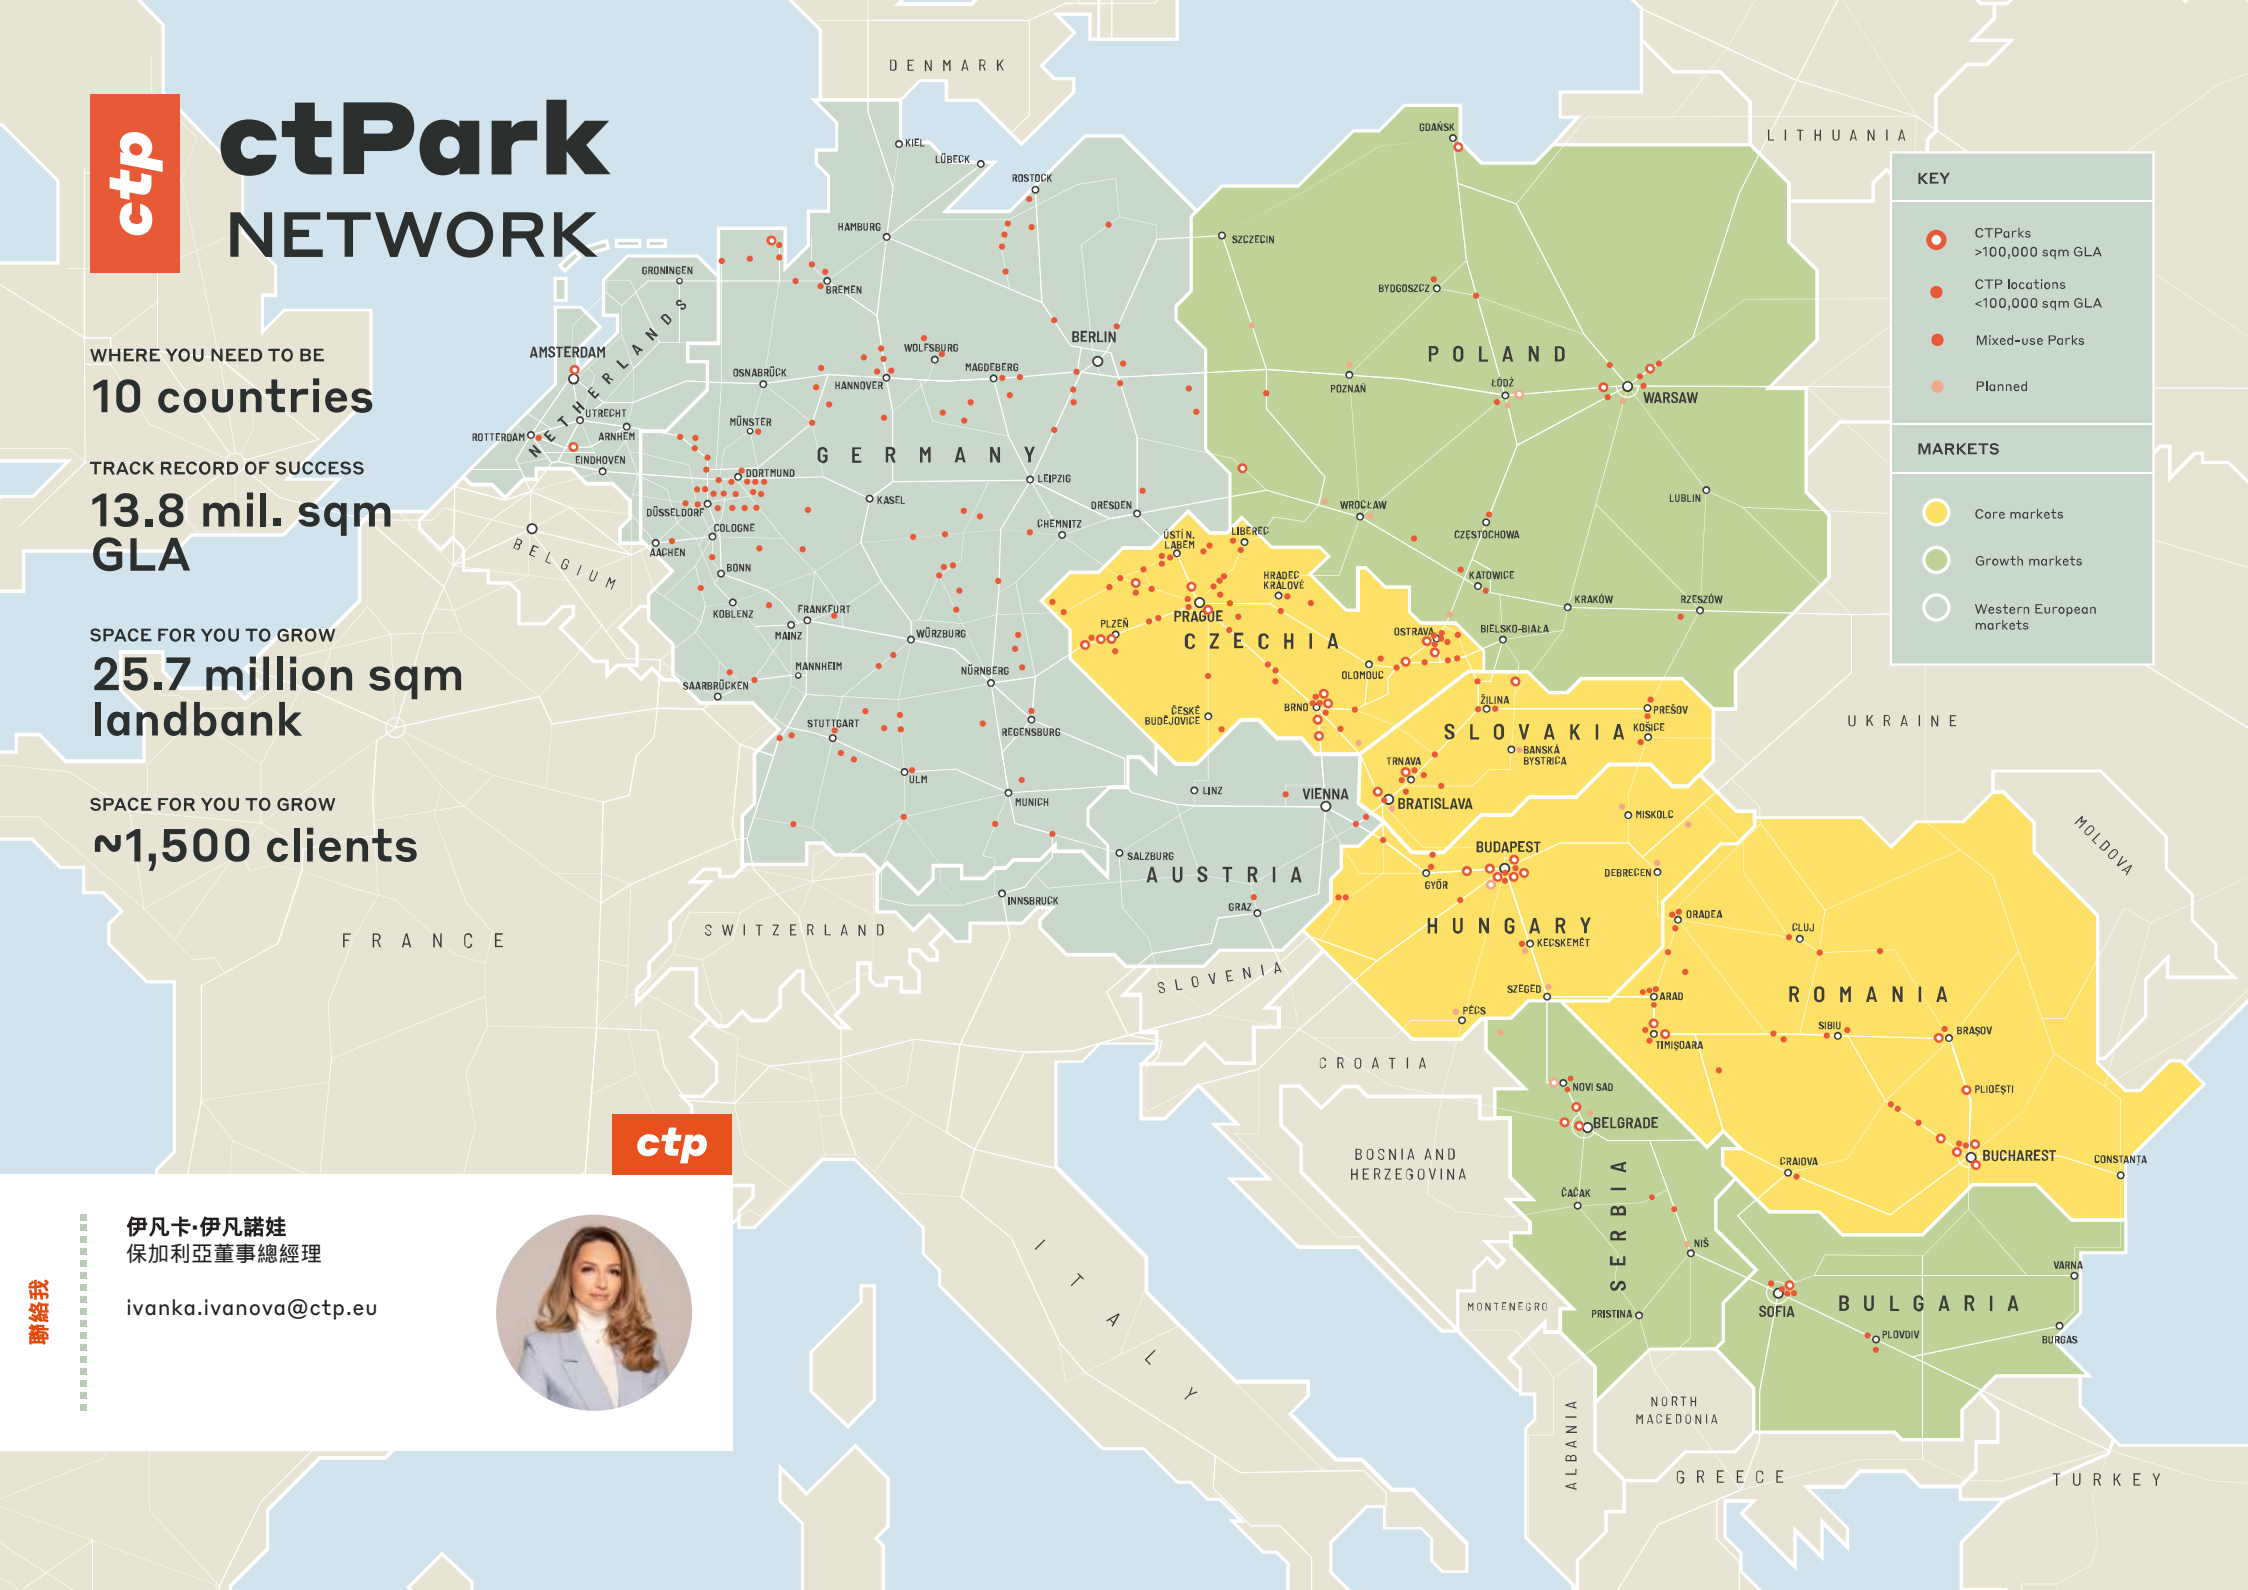 ctp
ctPark
NETWORK
WHERE YOU NEED TO BE
10 countries
TRACK RECORD OF SUCCESS
13.8 mil. sqm
GLA
SPACE FOR YOU TO GROW
25.7 million sqm
landbank
SPACE FOR YOU TO GROW
~1,500 clients
KEY
CTParks
>100,000 sqm GLA
CTP locations
<100,000 sqm GLA
Mixed-use Parks
Planned
MARKETS
Core markets
Growth markets
Western European
markets
DENMARK
LITHUANIA
KIEL
LÜBECK
ROSTOCK
HAMBURG
BREMEN
GRONINGEN
NETHERLANDS
AMSTERDAM
UTRECHT
ROTTERDAM
ARNHEM
EINDHOVEN
BELGIUM
OSNABRÜCK
HANNOVER
WOLFSBURG
MAGDEBERG
BERLIN
MÜNSTER
GERMANY
DORTMUND
DÜSSELDORF
COLOGNE
AACHEN
BONN
KOBLENZ
KASEL
LEIPZIG
DRESDEN
CHEMNITZ
FRANKFURT
MAINZ
WÜRZBURG
MANNHEIM
SAARBRÜCKEN
NÜRNBERG
STUTTGART
REGENSBURG
ULM
MUNICH
GDAŃSK
SZCZECIN
BYDGOSZCZ
POLAND
POZNAŃ
ŁÓDŹ
WARSAW
WROCŁAW
LUBLIN
CZĘSTOCHOWA
KATOWICE
KRAKÓW
RZESZÓW
BIELSKO-BIAŁA
ÚSTÍ N.
LABEM
LIBEREC
HRADEC
KRÁLOVÉ
PRAGUE
PLZEŇ
CZECHIA
OSTRAVA
OLOMOUC
ČESKÉ
BUDĚJOVICE
BRNO
SLOVAKIA
ŽILINA
PREŠOV
KOŠICE
BANSKÁ
BYSTRICA
TRNAVA
BRATISLAVA
UKRAINE
MOLDOVA
LINZ
VIENNA
SALZBURG
AUSTRIA
INNSBRUCK
GRAZ
MISKOLC
BUDAPEST
DEBRECEN
GYŐR
HUNGARY
KECSKEMÉT
SZEGED
PÉCS
ORADEA
CLUJ
ARAD
ROMANIA
TIMIȘOARA
SIBIU
BRAȘOV
PLIOEȘTI
BUCHAREST
CRAIOVA
CONSTANȚA
FRANCE
SWITZERLAND
SLOVENIA
CROATIA
BOSNIA AND
HERZEGOVINA
NOVI SAD
BELGRADE
SERBIA
ČAČAK
NIŠ
PRISTINA
MONTENEGRO
SOFIA
BULGARIA
PLOVDIV
VARNA
BURGAS
ITALY
ALBANIA
NORTH
MACEDONIA
GREECE
TURKEY
ctp
聯絡我
伊凡卡·伊凡諾娃
保加利亞董事總經理
ivanka.ivanova@ctp.eu